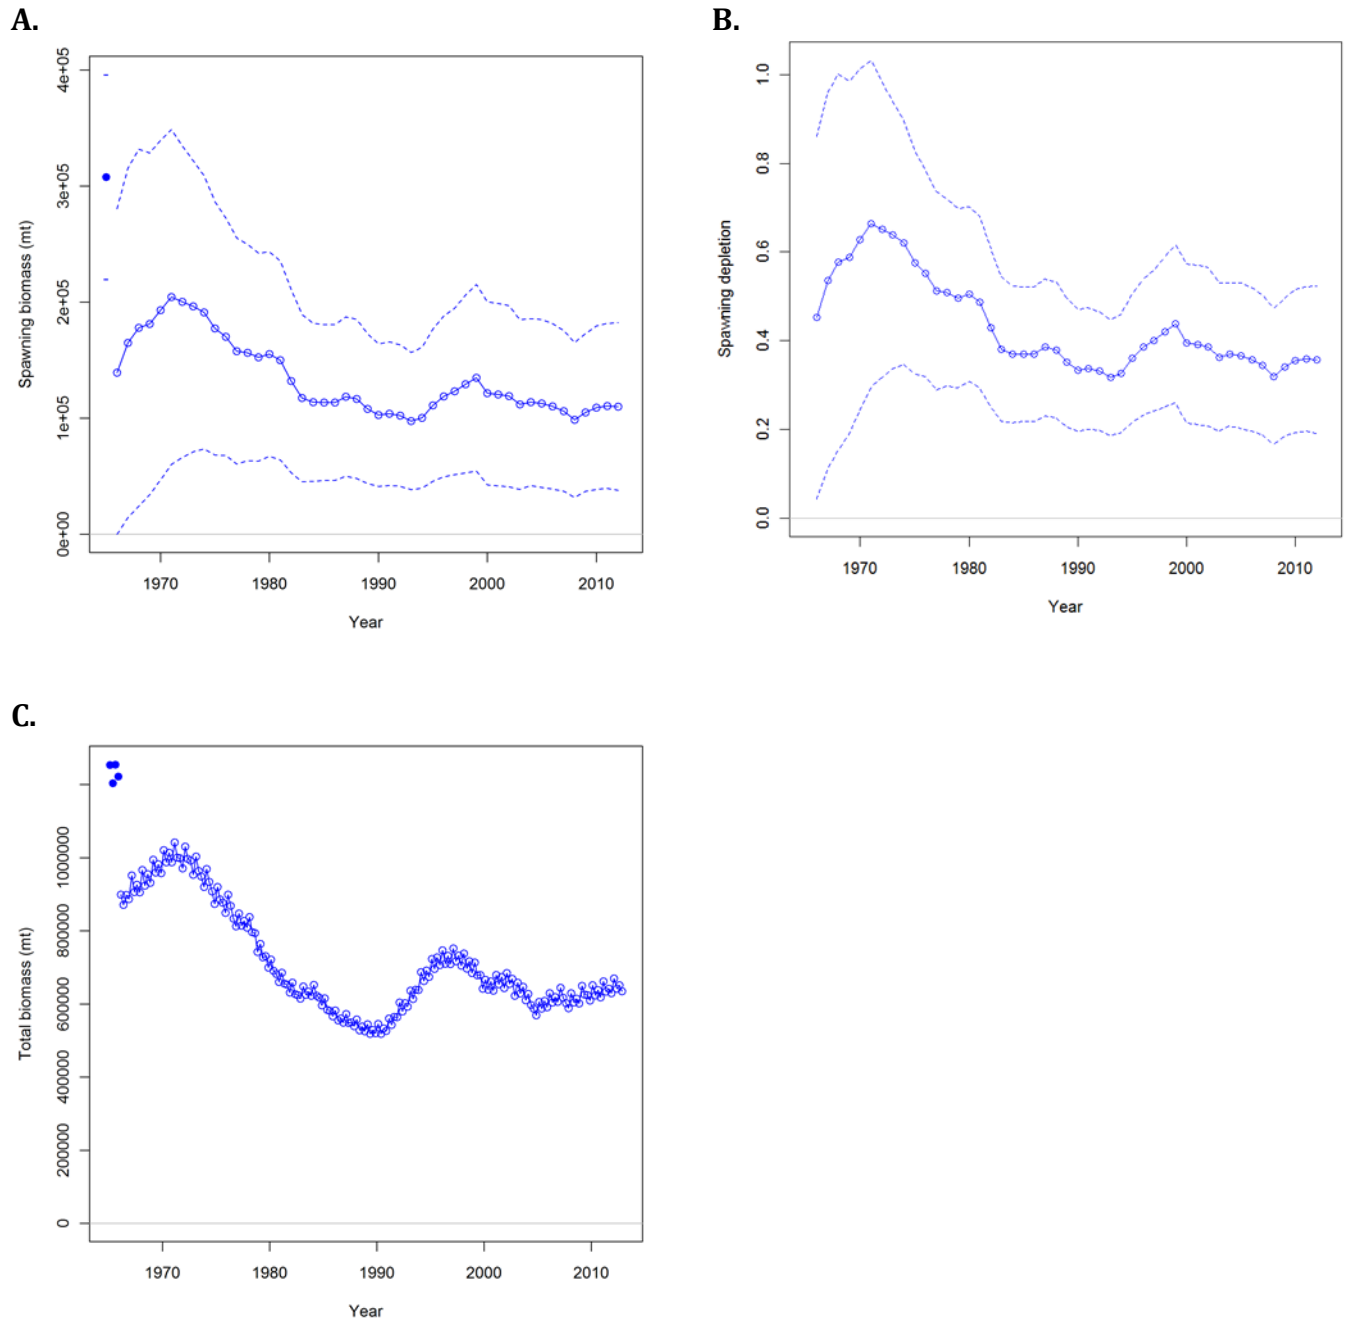 A.
Spawning biomass (mt)
4e+05
3e+05
2e+05
1e+05
0e+00
1970 1980 1990 2000 2010
Year
B.
Spawning depletion
1.0
0.8
0.6
0.4
0.2
0.0
1970 1980 1990 2000 2010
Year
C.
Total biomass (mt)
1000000
800000
600000
400000
200000
0
1970 1980 1990 2000 2010
Year